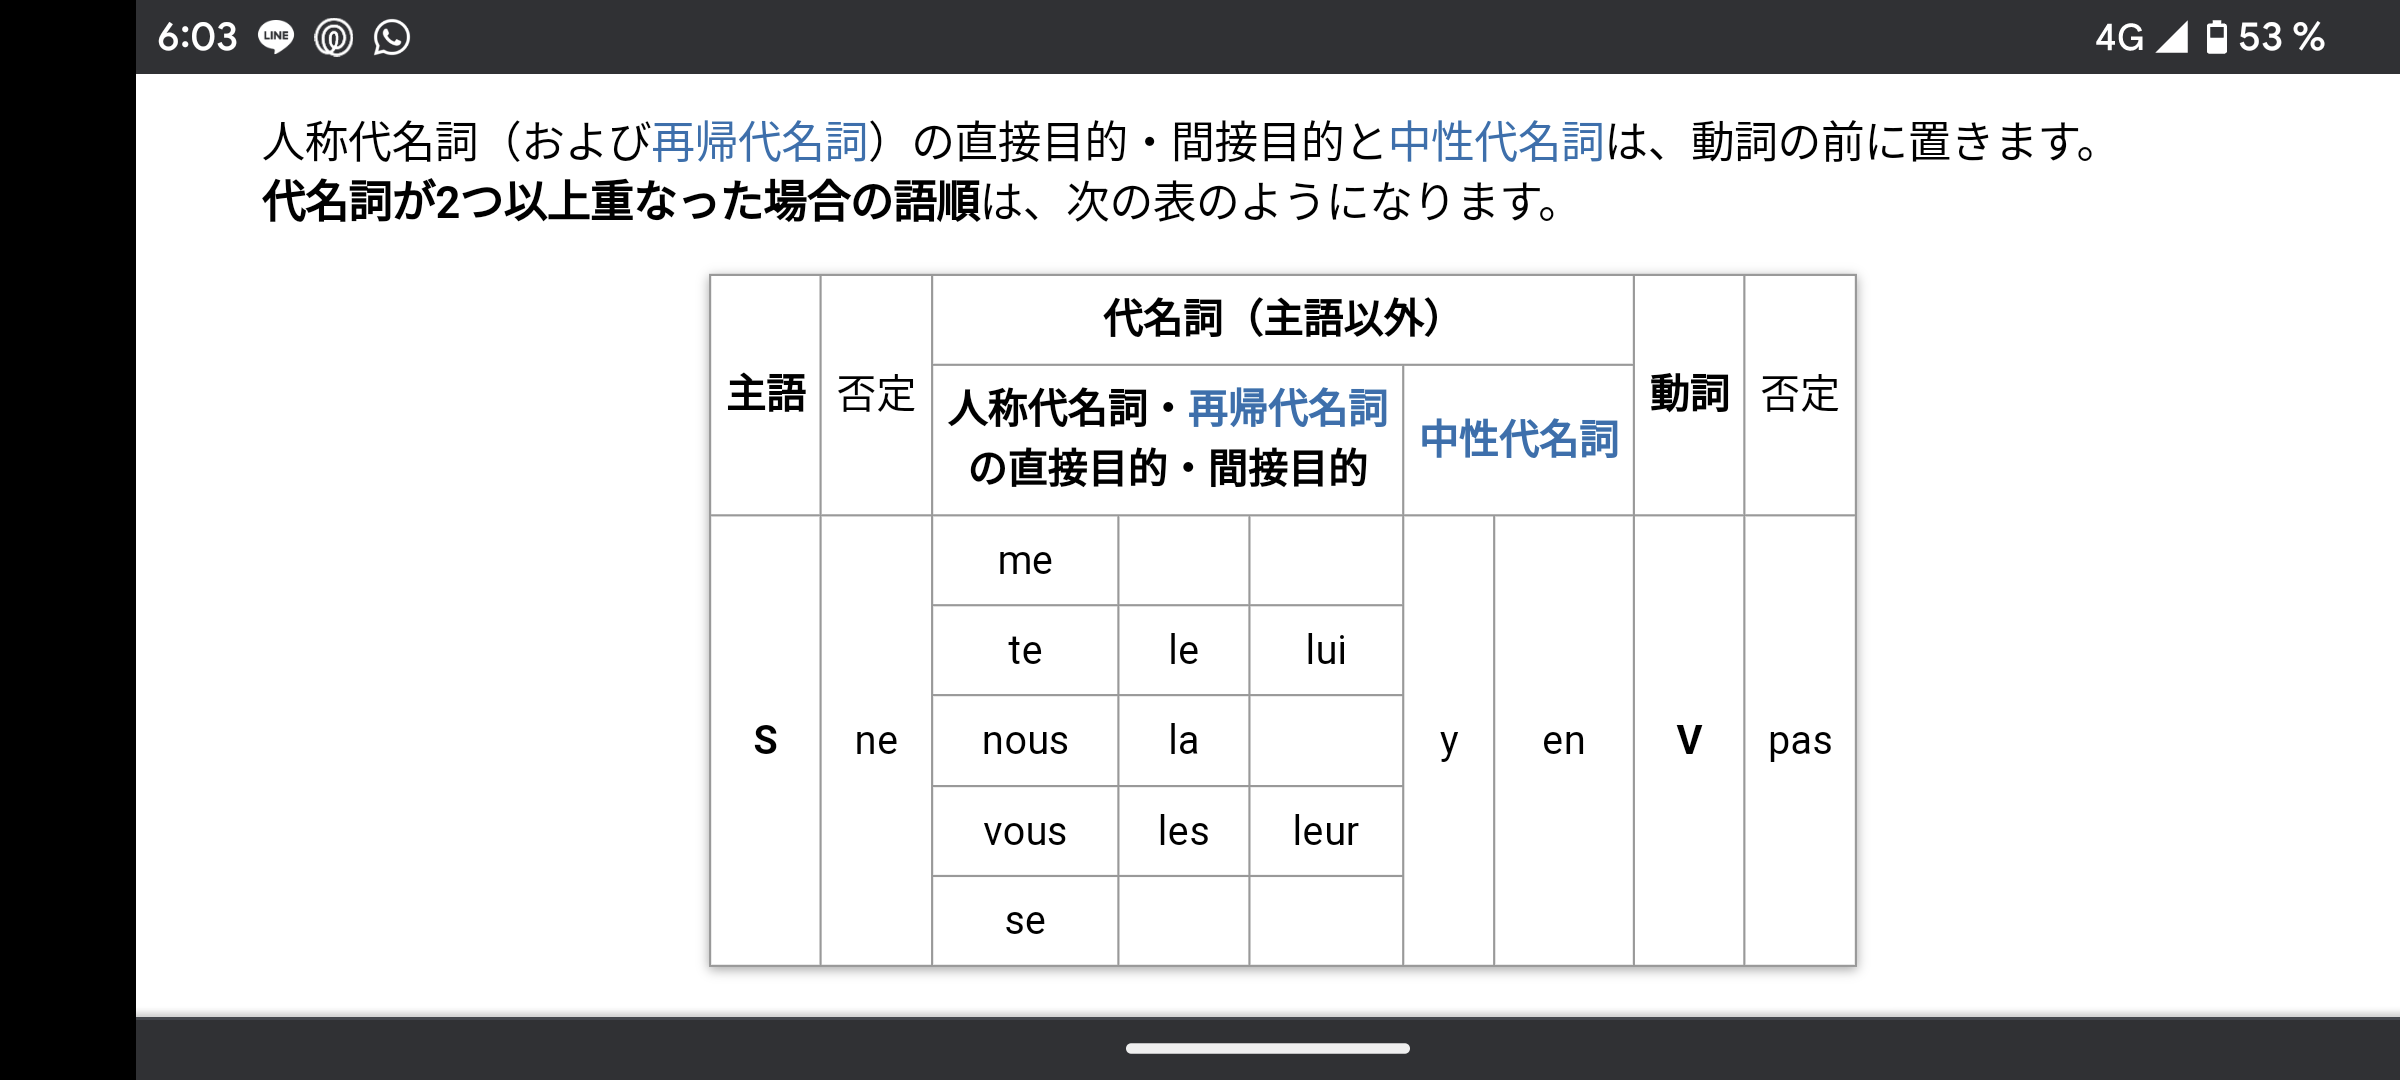 6:03 LINE 4G 53 %
人称代名詞（および再帰代名詞）の直接目的・間接目的と中性代名詞は、動詞の前に置きます。
代名詞が2つ以上重なった場合の語順は、次の表のようになります。
代名詞（主語以外）
主語 否定 人称代名詞・再帰代名詞 中性代名詞 動詞 否定
の直接目的・間接目的
me
te le lui
S ne nous la y en V pas
vous les leur
se